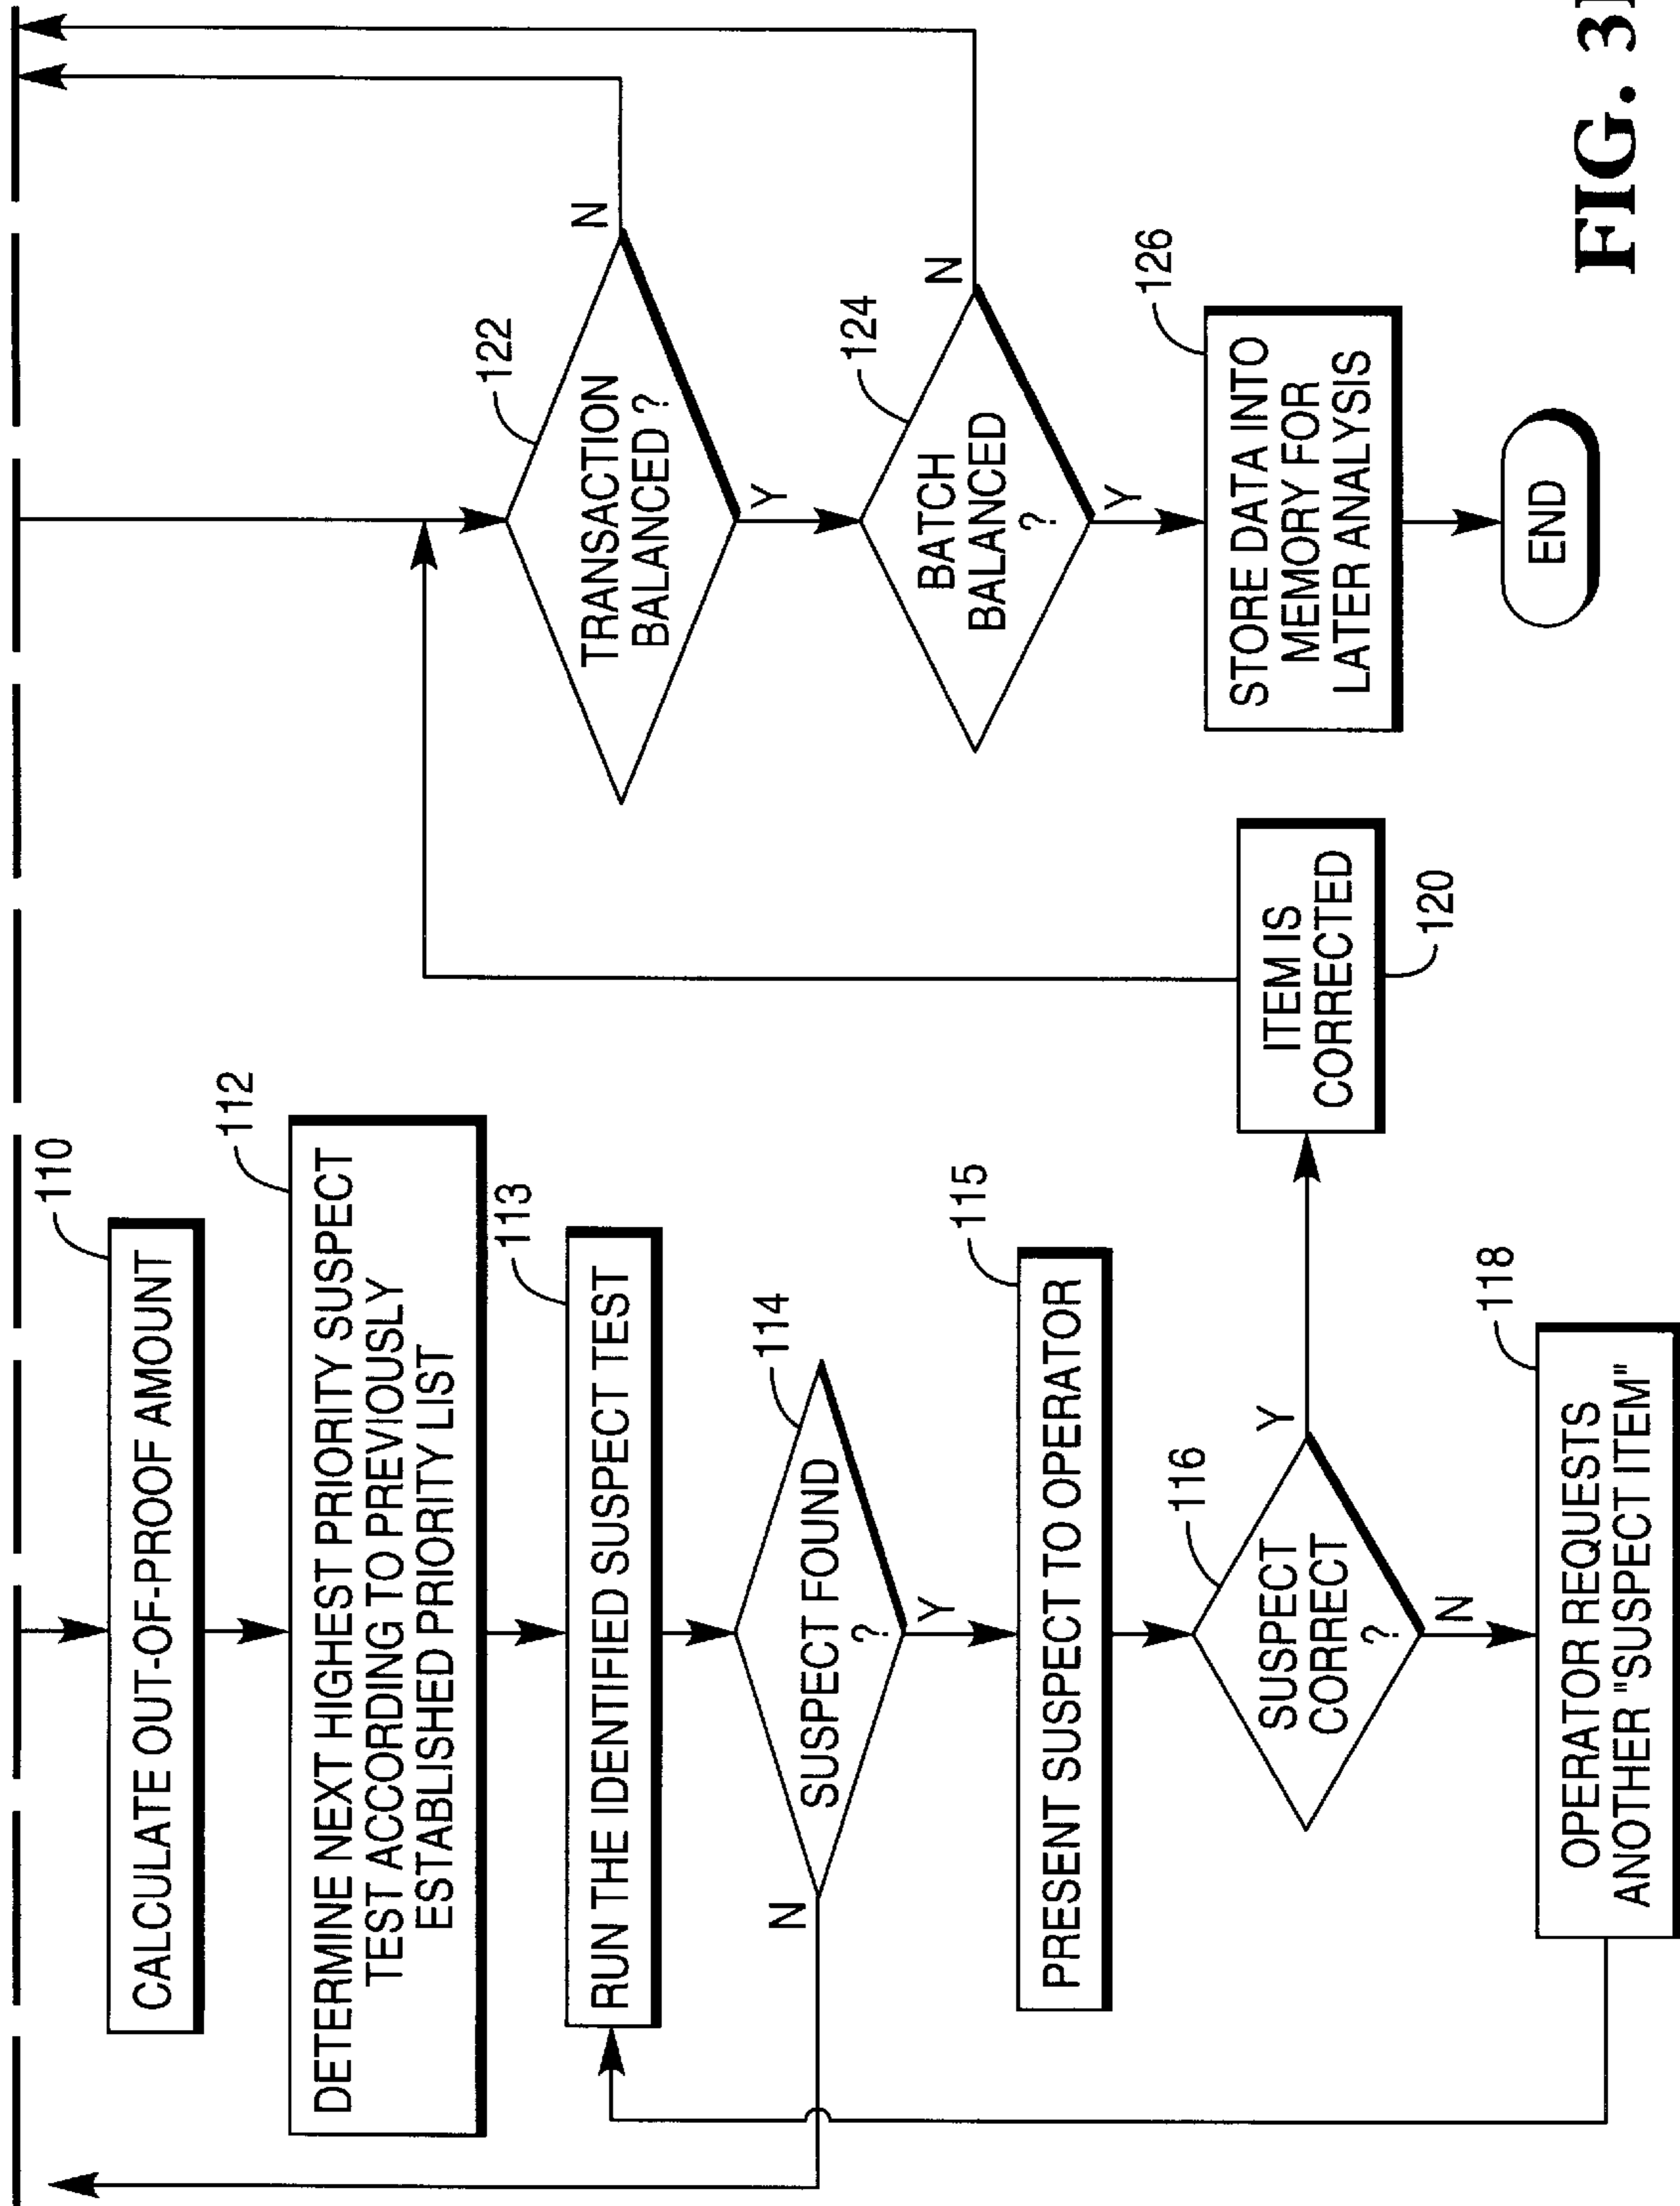 110
CALCULATE OUT-OF-PROOF AMOUNT
112
DETERMINE NEXT HIGHEST PRIORITY SUSPECT
TEST ACCORDING TO PREVIOUSLY
ESTABLISHED PRIORITY LIST
113
RUN THE IDENTIFIED SUSPECT TEST
114
SUSPECT FOUND
?
N
Y
115
PRESENT SUSPECT TO OPERATOR
116
SUSPECT
CORRECT
?
Y
N
118
OPERATOR REQUESTS
ANOTHER "SUSPECT ITEM"
ITEM IS
CORRECTED
120
122
TRANSACTION
BALANCED ?
N
Y
124
BATCH
BALANCED
?
N
Y
126
STORE DATA INTO
MEMORY FOR
LATER ANALYSIS
END
FIG. 3